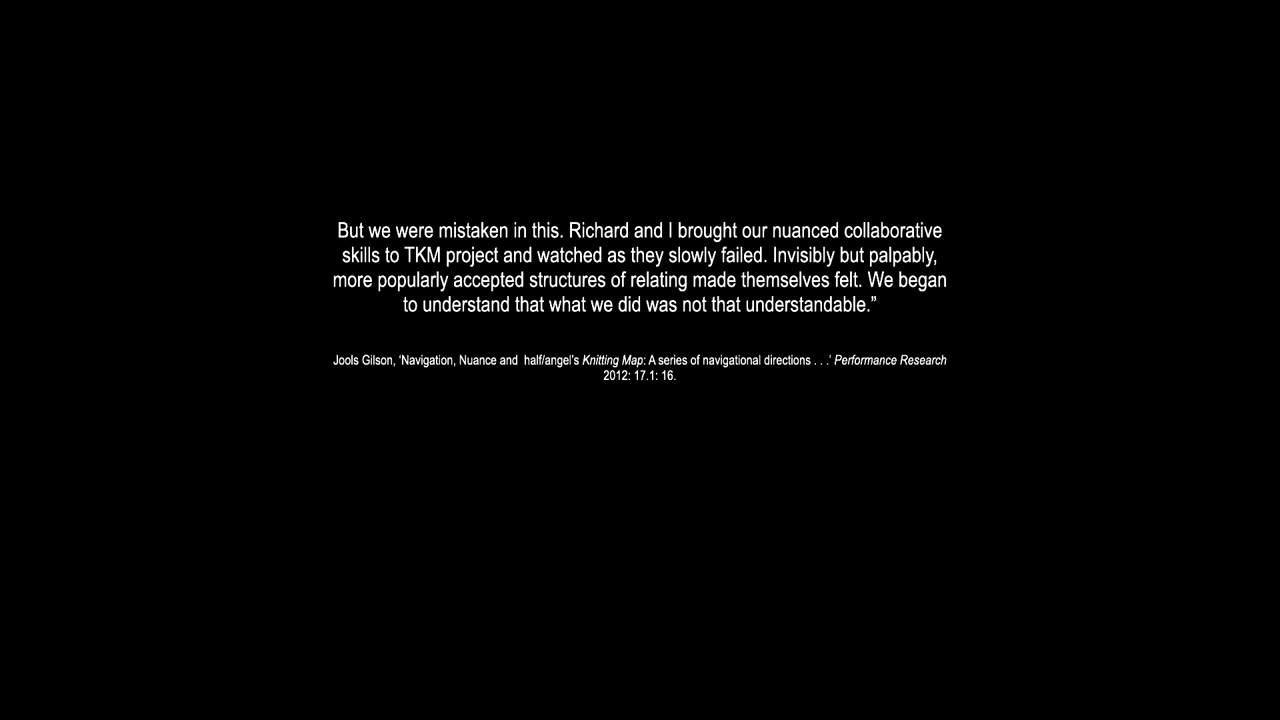 But we were mistaken in this. Richard and I brought our nuanced collaborative
skills to TKM project and watched as they slowly failed. Invisibly but palpably,
more popularly accepted structures of relating made themselves felt. We began
to understand that what we did was not that understandable.”
Jools Gilson, ‘Navigation, Nuance and  half/angel’s Knitting Map: A series of navigational directions . . .’ Performance Research
2012: 17.1: 16.